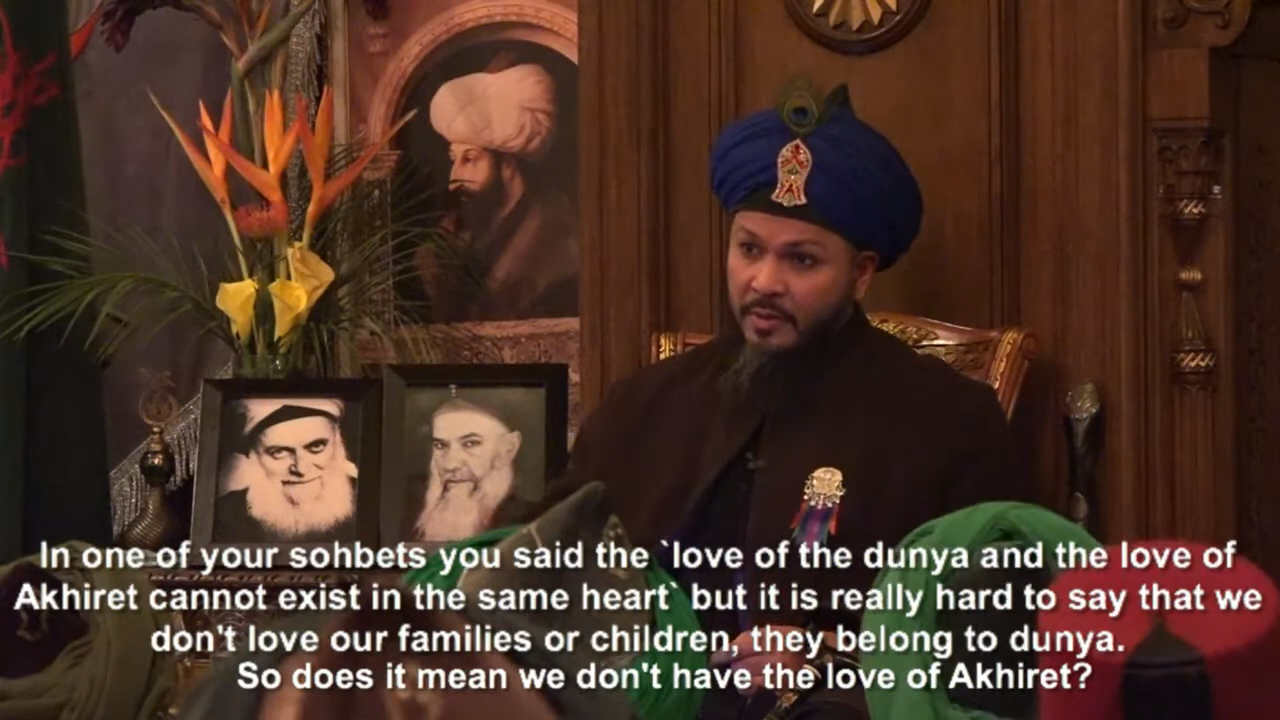 In one of your sohbets you said the `love of the dunya and the love of
Akhiret cannot exist in the same heart` but it is really hard to say that we
don't love our families or children, they belong to dunya.
So does it mean we don't have the love of Akhiret?